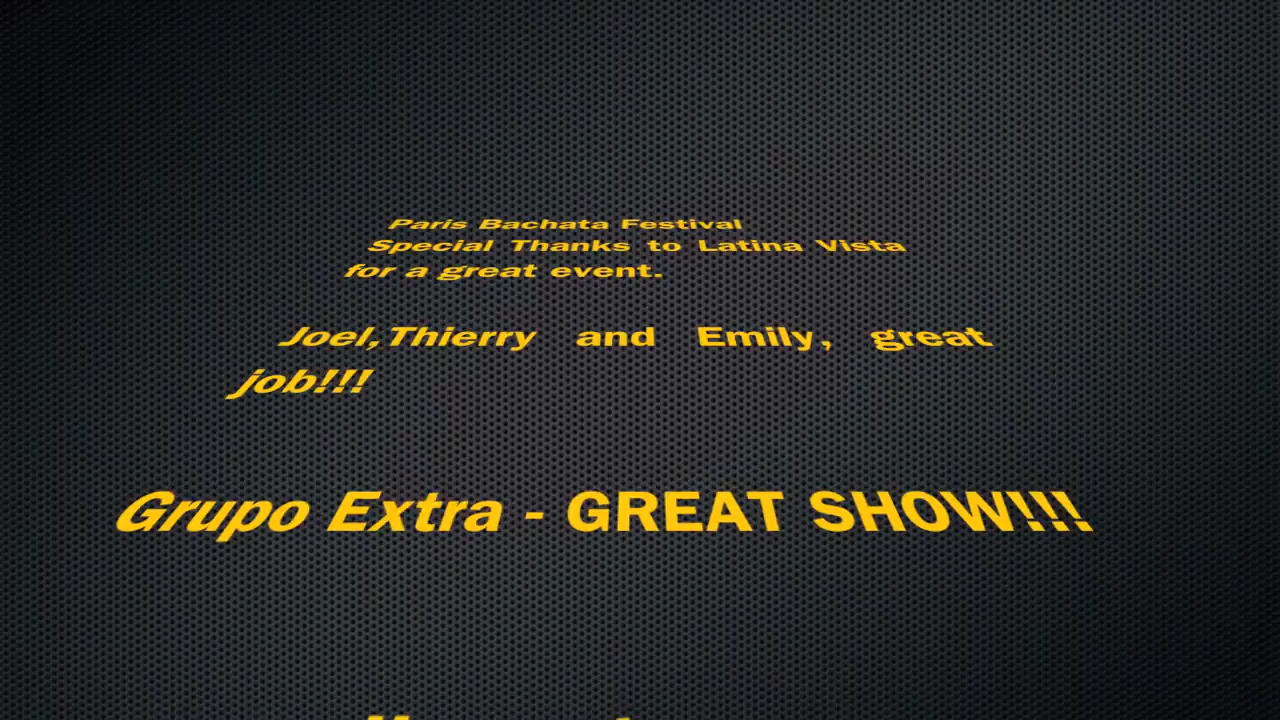 Paris Bachata Festival
Special Thanks to Latina Vista
for a great event.
Joel,Thierry and Emily, great
job!!!
Grupo Extra - GREAT SHOW!!!